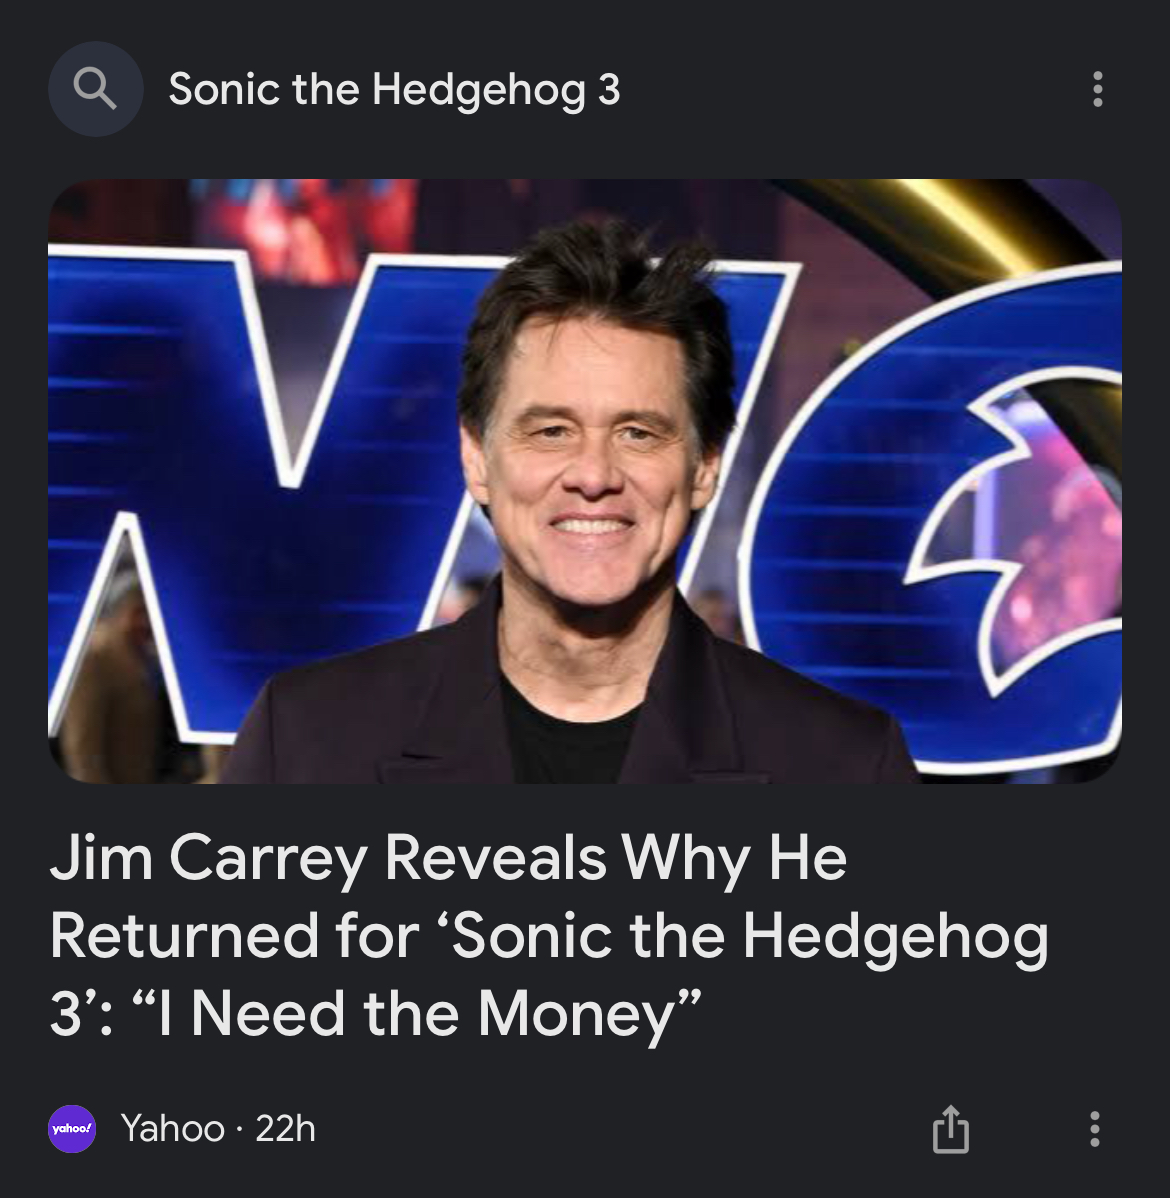 Sonic the Hedgehog 3
NIC
Jim Carrey Reveals Why He
Returned for ‘Sonic the Hedgehog
3’: “I Need the Money”
yahoo!
Yahoo · 22h